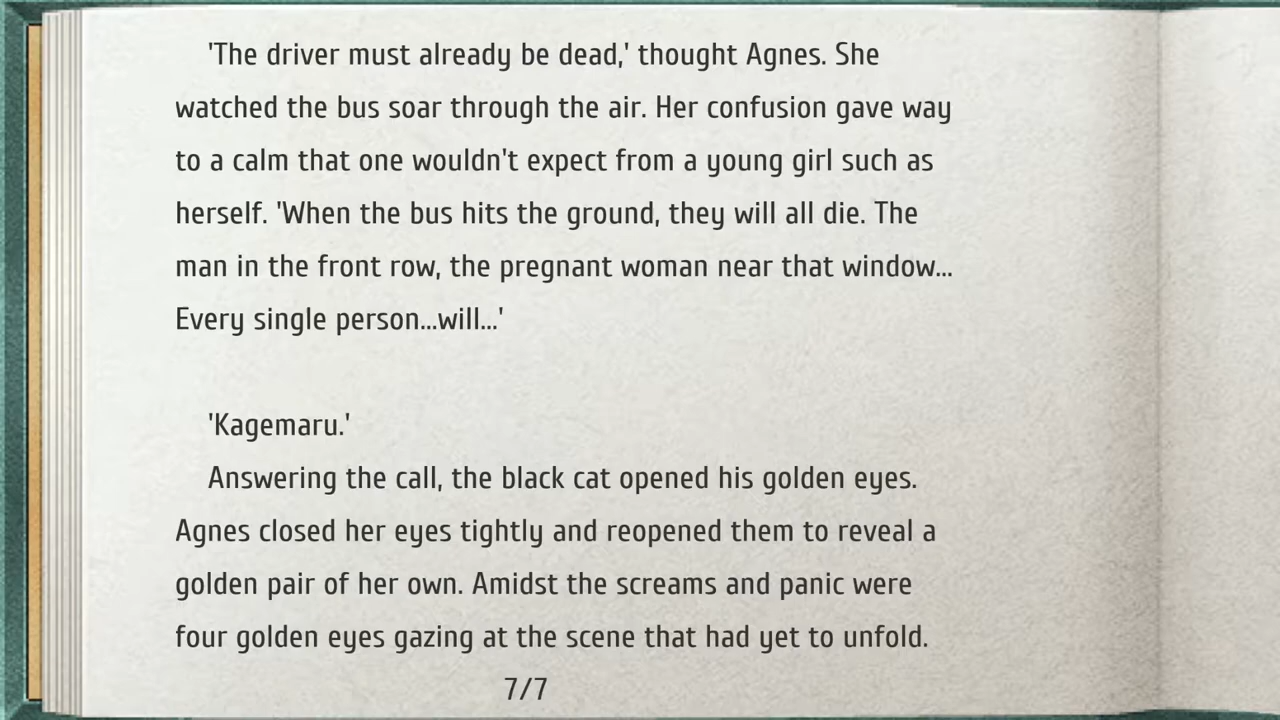 'The driver must already be dead,' thought Agnes. She
watched the bus soar through the air. Her confusion gave way
to a calm that one wouldn't expect from a young girl such as
herself. 'When the bus hits the ground, they will all die. The
man in the front row, the pregnant woman near that window...
Every single person...will...'
'Kagemaru.'
Answering the call, the black cat opened his golden eyes.
Agnes closed her eyes tightly and reopened them to reveal a
golden pair of her own. Amidst the screams and panic were
four golden eyes gazing at the scene that had yet to unfold.
7/7